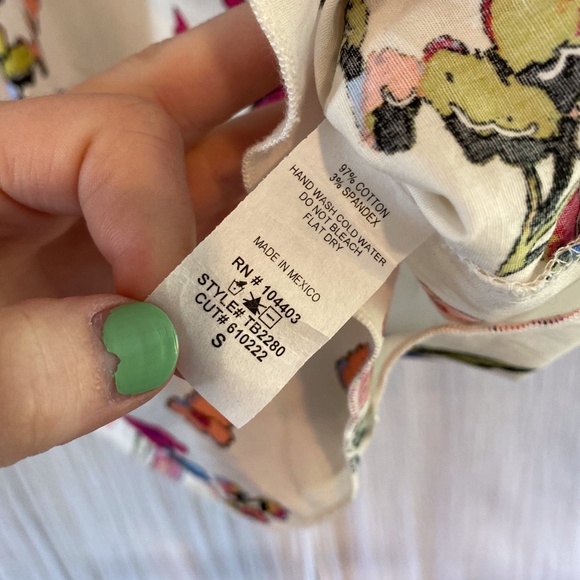 97% COTTON
3% SPANDEX
HAND WASH COLD WATER
DO NOT BLEACH
FLAT DRY
MADE IN MEXICO
RN # 104403
STYLE# TB2280
CUT# 610222
S